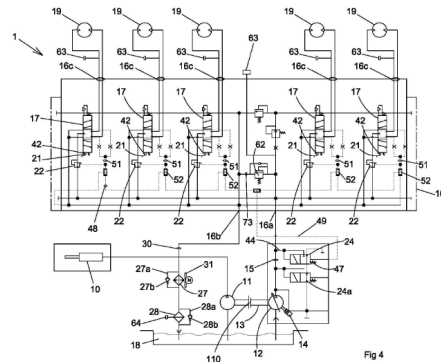 19 19 19 19 19
1
63 63 63 63 63 63
16c 16c 16c 16c 16c
17 17 17 17 17
42 42 42 62 42 42
21 21 21 21 21
51 51 51 51 51
52 52 52 52 52
22 22 22 22 22
48 16b 73 16a 49
30 44 24
27a 31 15 47
10 27b 27 11 24a
28 28a
64 28b 13
18 110 12 14
Fig 4